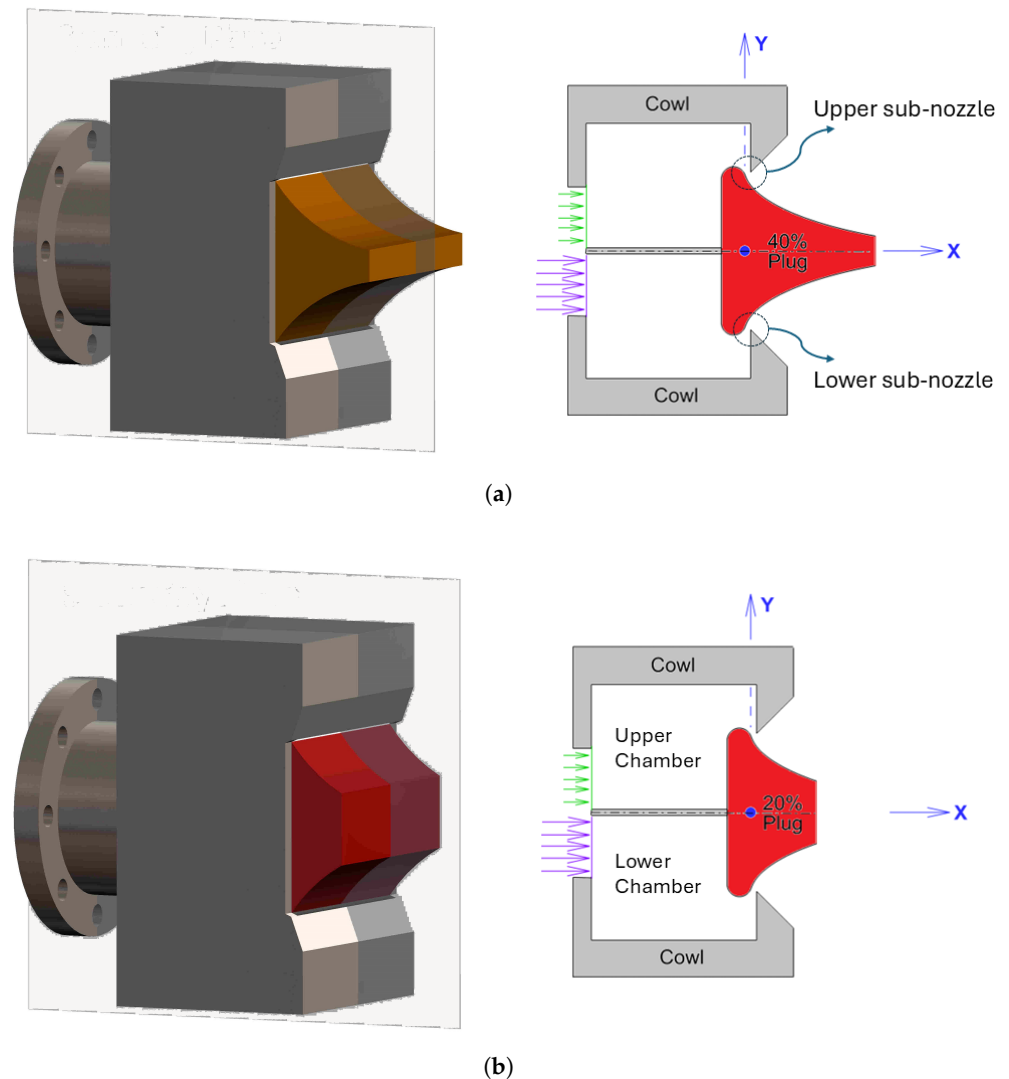 Y
Cowl
Upper sub-nozzle
40%
Plug
X
Lower sub-nozzle
Cowl
(a)
Y
Cowl
Upper
Chamber
20%
Plug
X
Lower
Chamber
Cowl
(b)